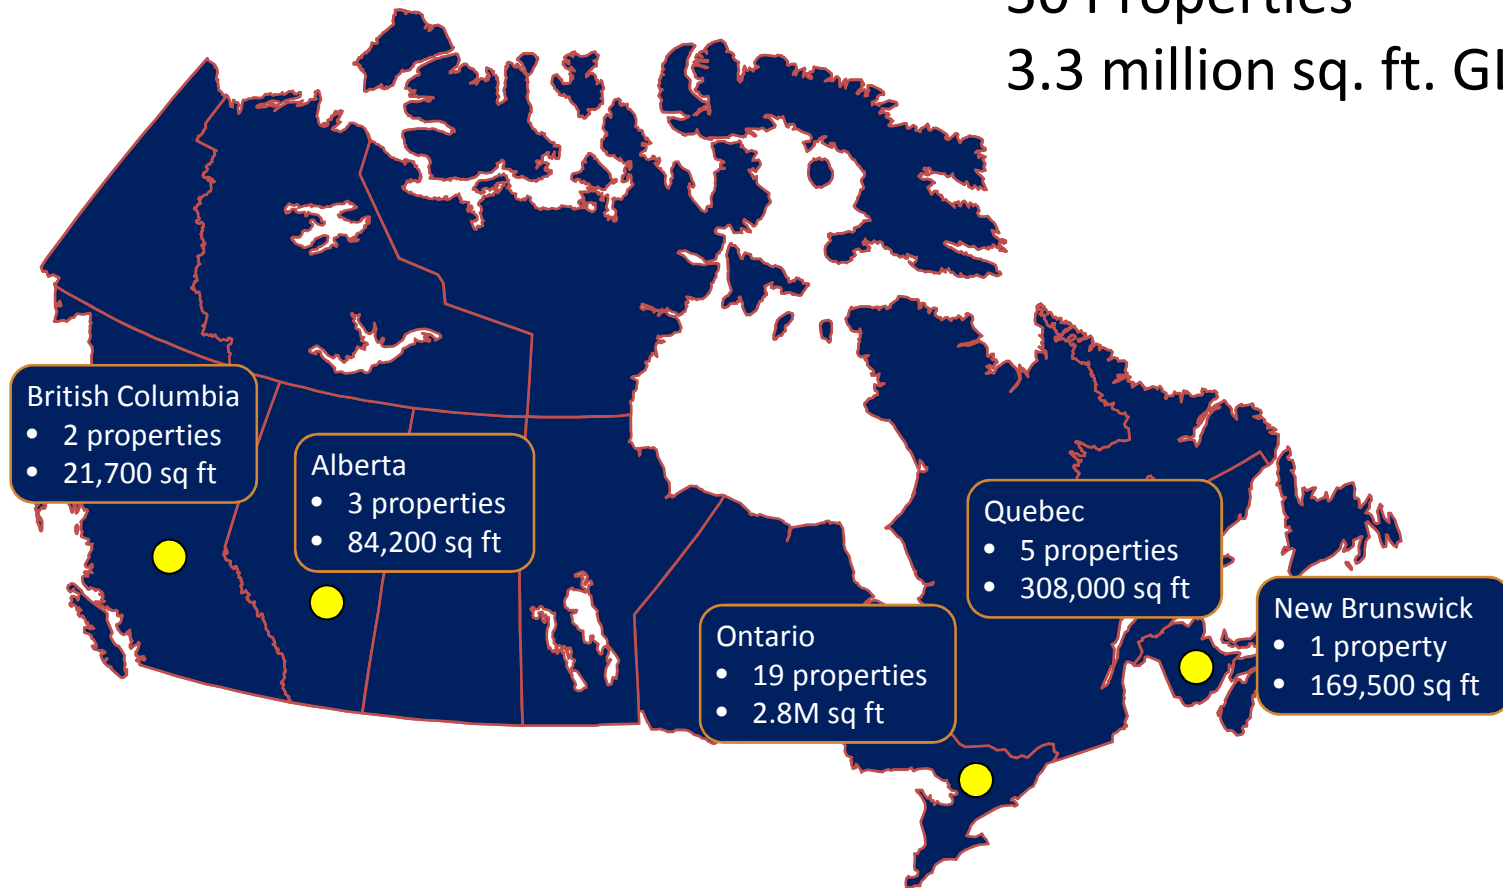 30 Properties
3.3 million sq. ft.
British Columbia
• 2 properties
• 21,700 sq ft
Alberta
• 3 properties
• 84,200 sq ft
Quebec
• 5 properties
• 308,000 sq ft
New Brunswick
• 1 property
• 169,500 sq ft
Ontario
• 19 properties
• 2.8M sq ft